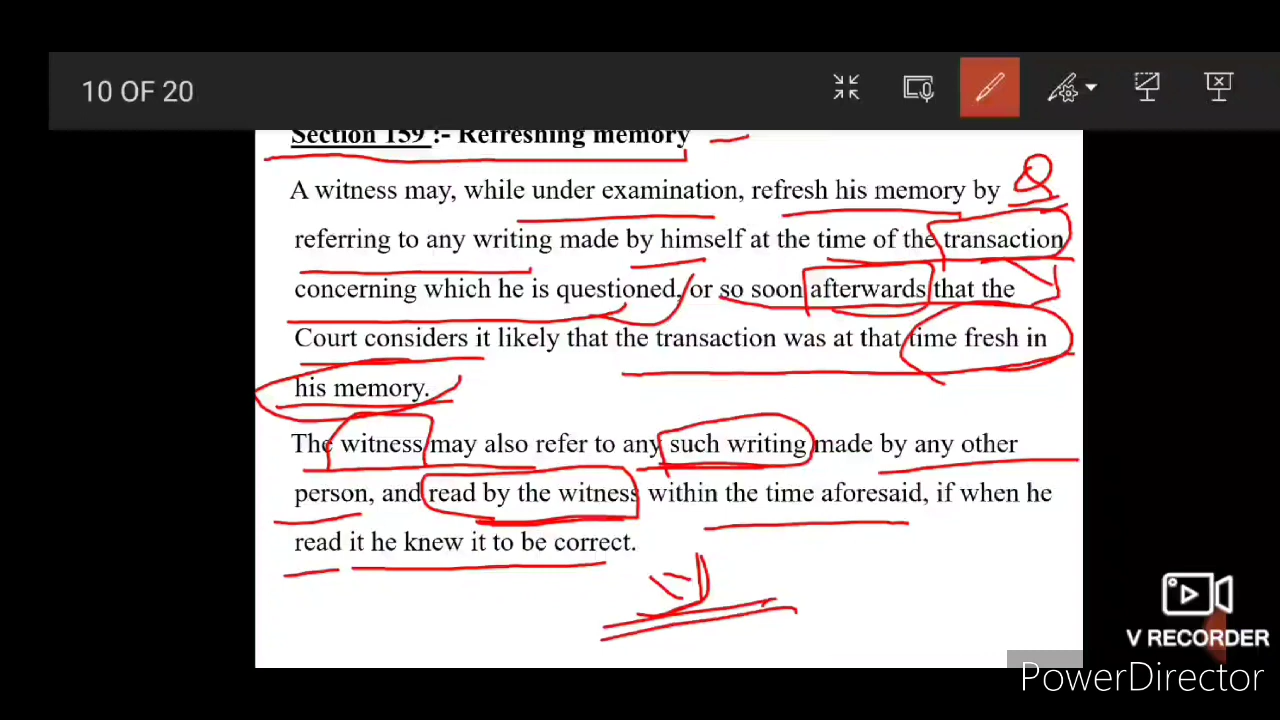 10 OF 20
Section 159 :- Refreshing memory
A witness may, while under examination, refresh his memory by
referring to any writing made by himself at the time of the transaction
concerning which he is questioned, or so soon afterwards that the
Court considers it likely that the transaction was at that time fresh in
his memory.
The witness may also refer to any such writing made by any other
person, and read by the witness within the time aforesaid, if when he
read it he knew it to be correct.
V RECORDER
PowerDirector